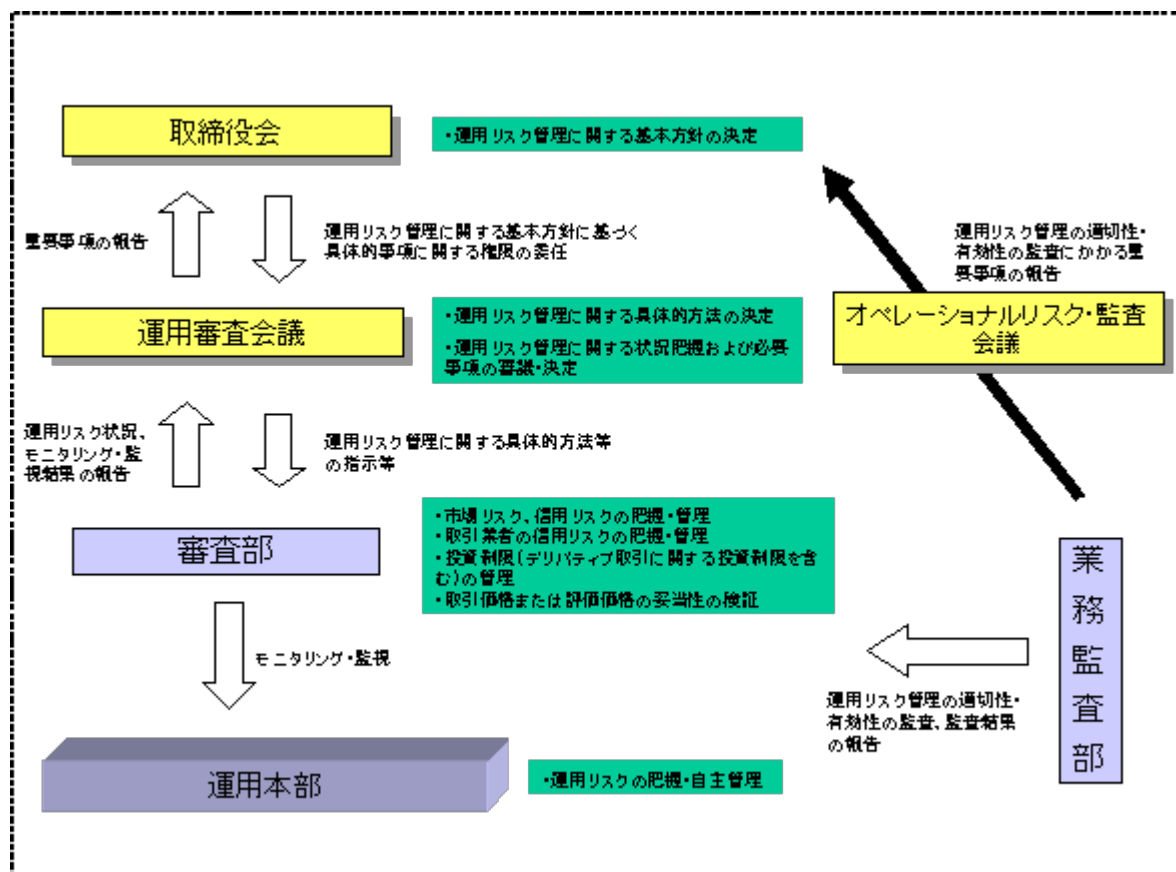 取締役会
・運用リスク管理に関する基本方針の決定
重要事項の報告
運用リスク管理に関する基本方針に基づく
具体的事項に関する権限の委任
運用リスク管理の適切性・
有効性の監査にかかる重
要事項の報告
運用審査会議
・運用リスク管理に関する具体的方法の決定
・運用リスク管理に関する状況把握および必要
事項の審議・決定
オペレーショナルリスク・監査
会議
運用リスク状況、
モニタリング・監
視結果の報告
運用リスク管理に関する具体的方法等
の指示等
審査部
・市場リスク、信用リスクの把握・管理
・取引業者の信用リスクの把握・管理
・投資制限(デリバティブ取引に関する投資制限を含
む)の管理
・取引価格または評価価格の妥当性の検証
業務監査部
モニタリング・監視
運用リスク管理の適切性・
有効性の監査、監査結果
の報告
運用本部
・運用リスクの把握・自主管理